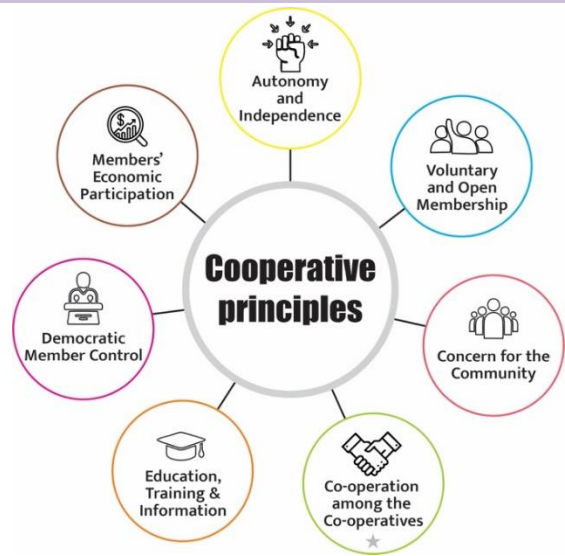 Cooperative
principles
Autonomy
and
Independence
Voluntary
and Open
Membership
Concern for the
Community
Co-operation
among the
Co-operatives
Education,
Training &
Information
Democratic
Member Control
Members'
Economic
Participation
$